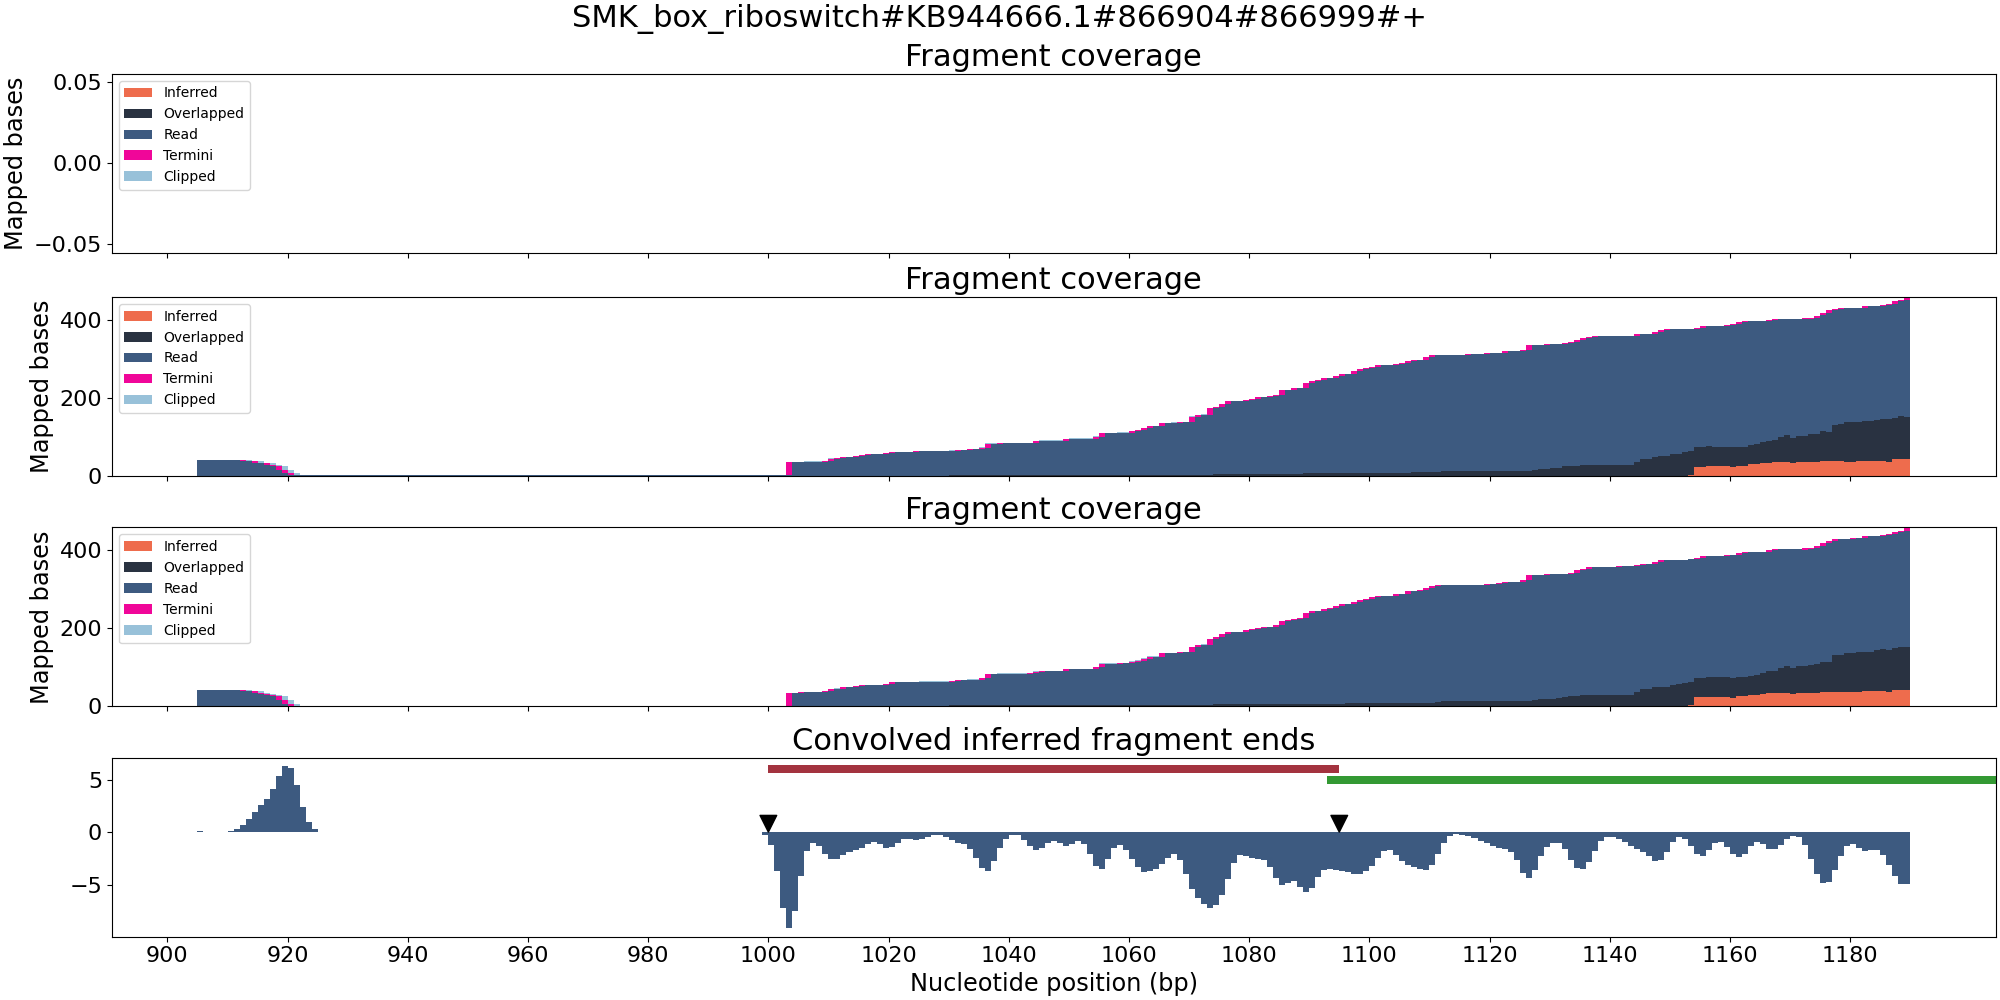 SMK_box_riboswitch#KB944666.1#866904#866999#+
Fragment coverage
Mapped bases
0.05
0.00
−0.05
Inferred
Overlapped
Read
Termini
Clipped
Fragment coverage
Mapped bases
400
200
0
Inferred
Overlapped
Read
Termini
Clipped
Fragment coverage
Mapped bases
400
200
0
Inferred
Overlapped
Read
Termini
Clipped
Convolved inferred fragment ends
5
0
−5
900 920 940 960 980 1000 1020 1040 1060 1080 1100 1120 1140 1160 1180
Nucleotide position (bp)